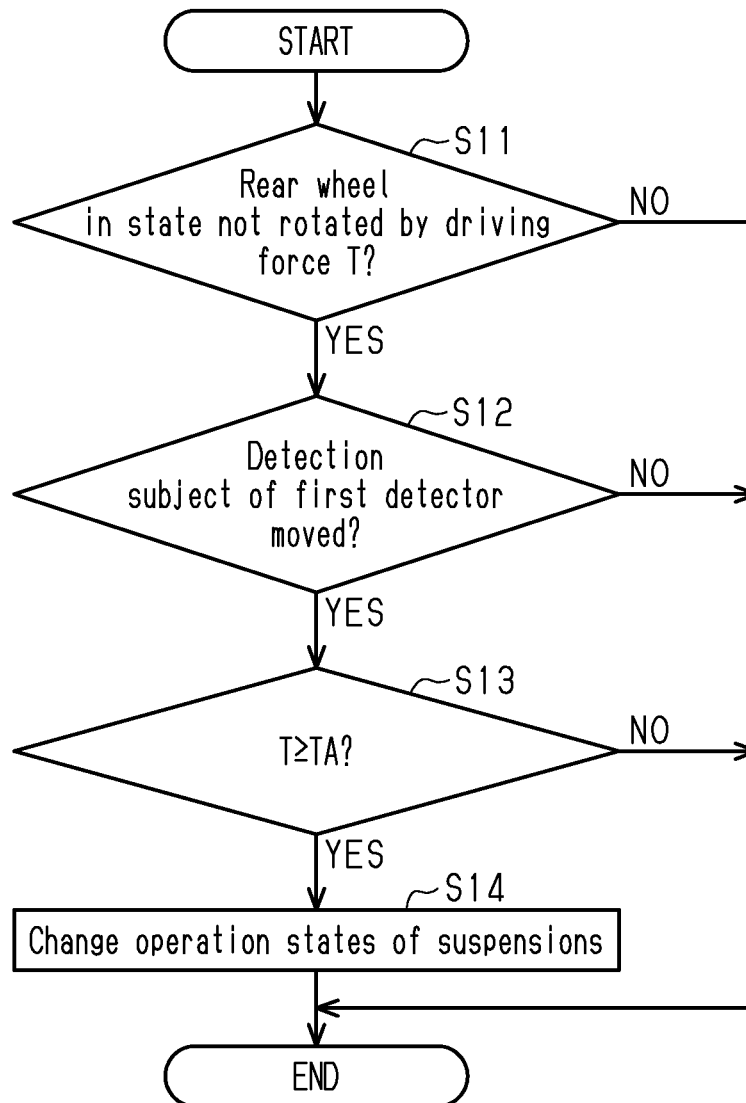 START
S11
Rear wheel
in state not rotated by driving
force T?
NO
YES
S12
Detection
subject of first detector
moved?
NO
YES
S13
T≥TA?
NO
YES
S14
Change operation states of suspensions
END